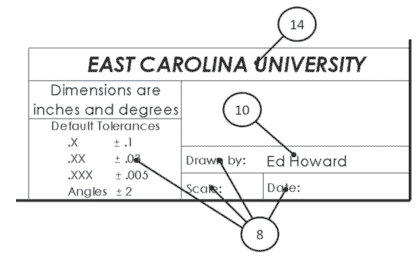 14
EAST CAROLINA UNIVERSITY
Dimensions are
inches and degrees
10
Default Tolerances
.X ± .1
.XX ± .02
.XXX ± .005
Angles ± 2
Drawn by: Ed Howard
Scale: Date:
8